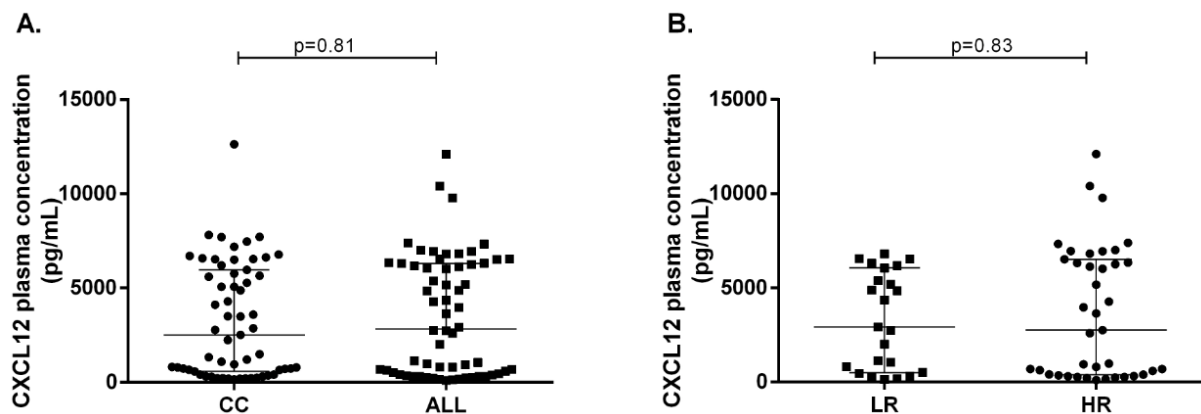 A.
p=0.81
CXCL12 plasma concentration
(pg/mL)
15000
10000
5000
0
CC
ALL
B.
p=0.83
CXCL12 plasma concentration
(pg/mL)
15000
10000
5000
0
LR
HR